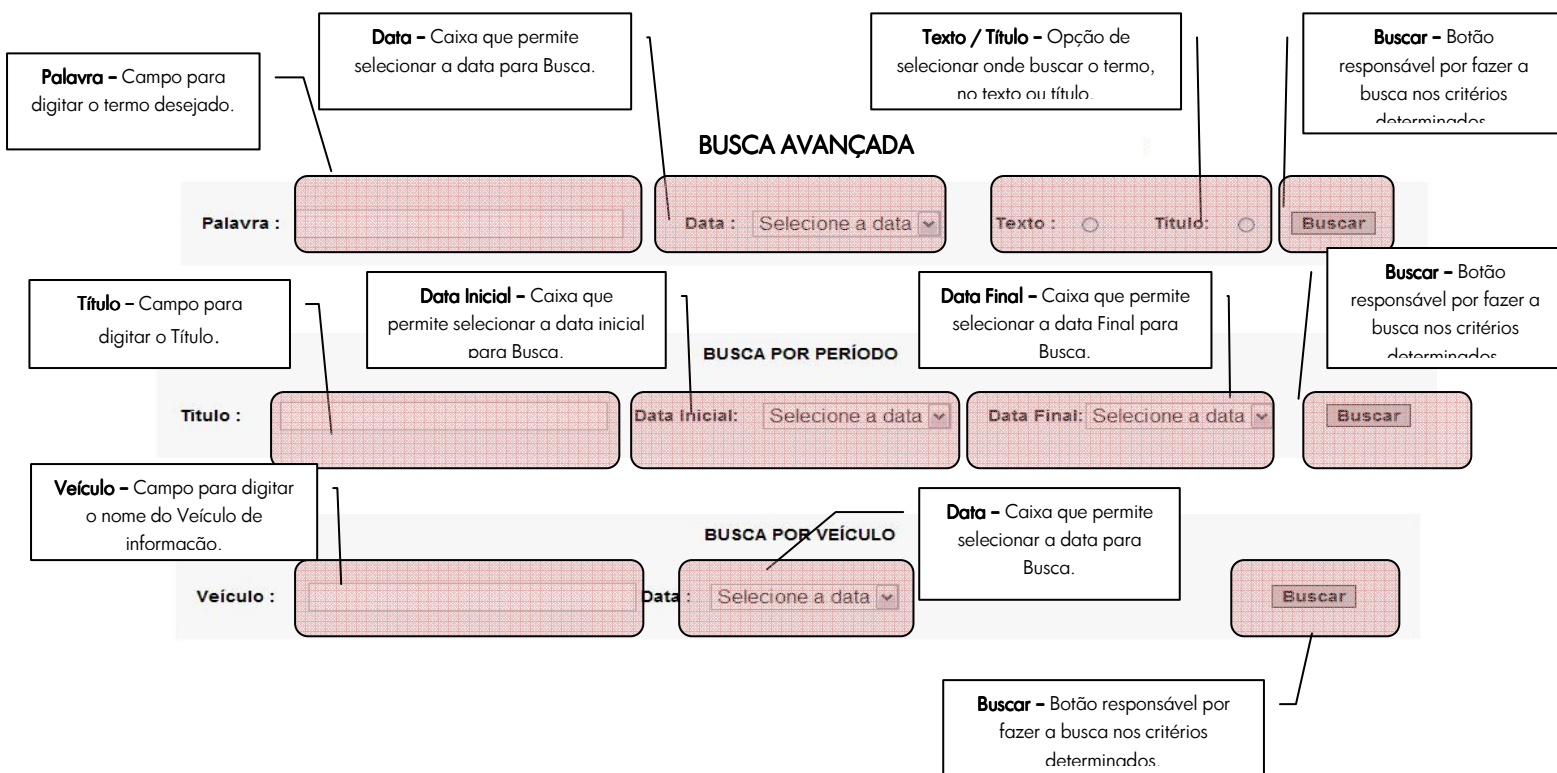 Data – Caixa que permite
selecionar a data para Busca.
Texto / Título – Opção de
selecionar onde buscar o termo,
no texto ou título.
Buscar – Botão
responsável por fazer a
busca nos critérios
determinados
Palavra – Campo para
digitar o termo desejado.
BUSCA AVANÇADA
Palavra :
Data : Selecione a data
Texto : Titulo:
Buscar
Título – Campo para
digitar o Título.
Data Inicial – Caixa que
permite selecionar a data inicial
para Busca.
Data Final – Caixa que permite
selecionar a data Final para
Busca.
Buscar – Botão
responsável por fazer a
busca nos critérios
determinados
BUSCA POR PERÍODO
Titulo :
Data Inicial: Selecione a data
Data Final: Selecione a data
Buscar
Veículo – Campo para digitar
o nome do Veículo de
informação.
Data – Caixa que permite
selecionar a data para
Busca.
BUSCA POR VEÍCULO
Veículo :
Data : Selecione a data
Buscar
Buscar – Botão responsável por
fazer a busca nos critérios
determinados.